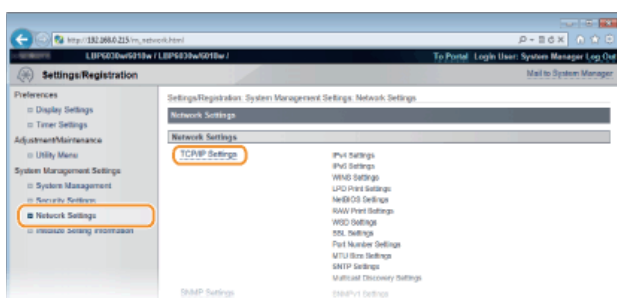 http://192.168.0.215/m_network.html
LBP6030w/6018w / LBP6030w/6018w /
To Portal Login User: System Manager Log Out
Settings/Registration
Mail to System Manager
Preferences
Settings/Registration: System Management Settings: Network Settings
Display Settings
Network Settings
Timer Settings
Adjustment/Maintenance
Network Settings
Utility Menu
TCP/IP Settings
IPv4 Settings
IPv6 Settings
System Management Settings
WINS Settings
System Management
LPD Print Settings
Security Settings
NetBIOS Settings
Network Settings
RAW Print Settings
Initialize Setting Information
WSD Settings
SSL Settings
Port Number Settings
MTU Size Settings
SNTP Settings
Multicast Discovery Settings
SNMP Settings
SNMPv1 Settings